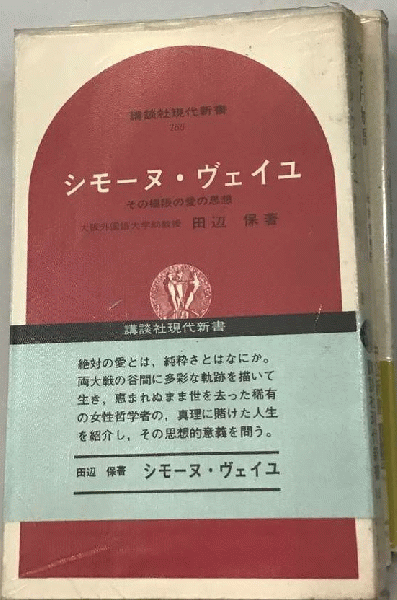 講談社現代新書
シモーヌ・ヴェイユ
その極限の愛の思想
大阪外国語大学助教授 田辺 保著
講談社現代新書
絶対の愛とは，純粋さとはなにか。
両大戦の谷間に多彩な軌跡を描いて
生き，恵まれぬまま世を去った稀有
の女性哲学者の，真理に賭けた人生
を紹介し，その思想的意義を問う。
田辺 保著 シモーヌ・ヴェイユ